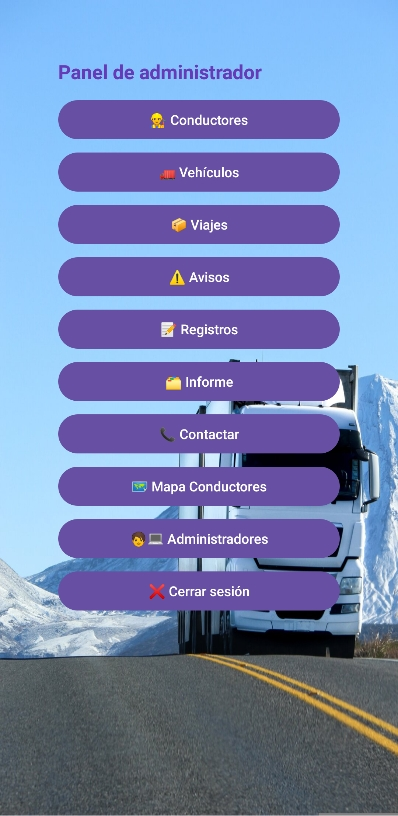 Panel de administrador
👷 Conductores
🚛 Vehículos
📦 Viajes
⚠️ Avisos
📝 Registros
🗂️ Informe
📞 Contactar
🗺️ Mapa Conductores
🧑💻 Administradores
❌ Cerrar sesión